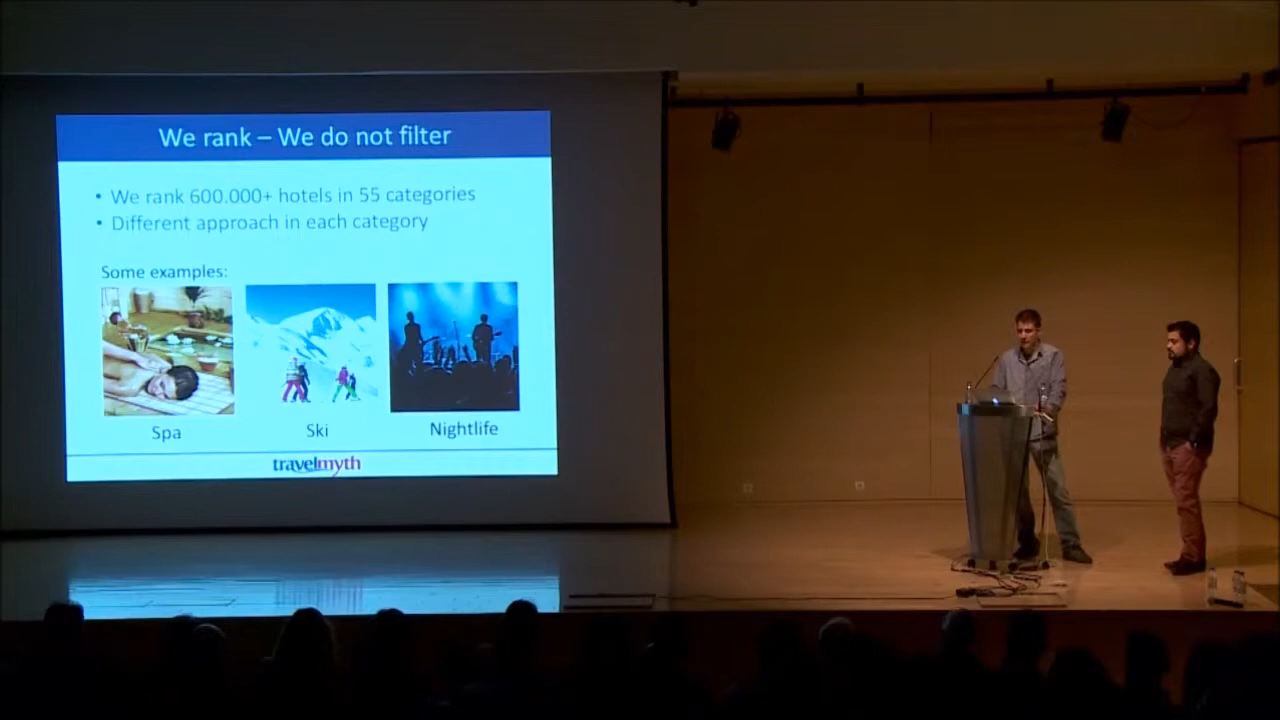 We rank – We do not filter
• We rank 600.000+ hotels in 55 categories
• Different approach in each category
Some examples:
Spa
Ski
Nightlife
travelmyth